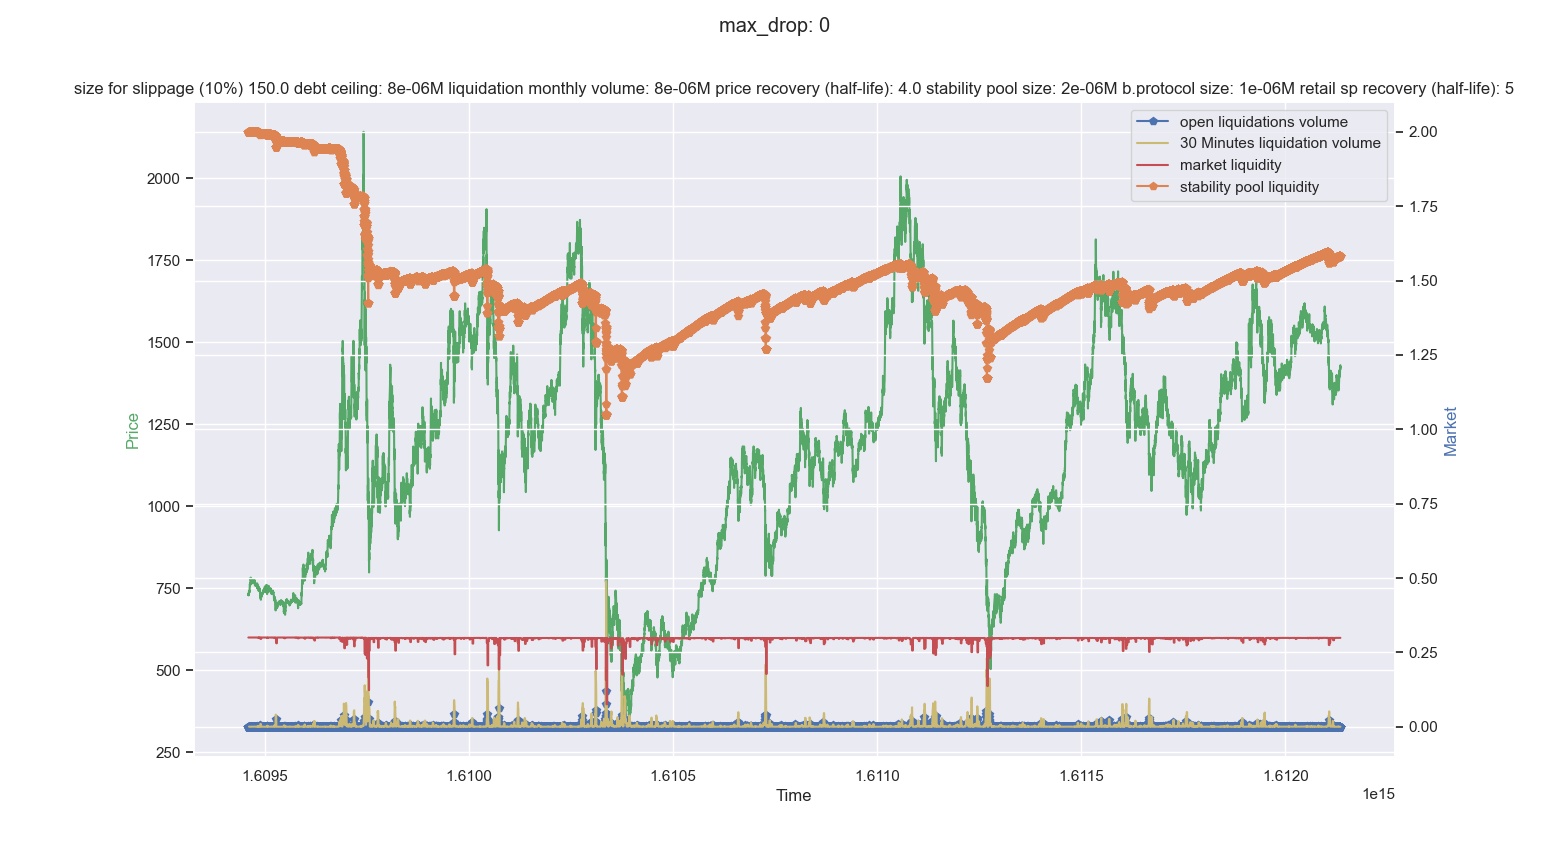 max_drop: 0
size for slippage (10%) 150.0 debt ceiling: 8e-06M liquidation monthly volume: 8e-06M price recovery (half-life): 4.0 stability pool size: 2e-06M b.protocol size: 1e-06M retail sp recovery (half-life): 5
open liquidations volume
30 Minutes liquidation volume
market liquidity
stability pool liquidity
2000
1750
1500
1250
1000
750
500
250
Price
2.00
1.75
1.50
1.25
1.00
0.75
0.50
0.25
0.00
Market
1.6095 1.6100 1.6105 1.6110 1.6115 1.6120
1e15
Time